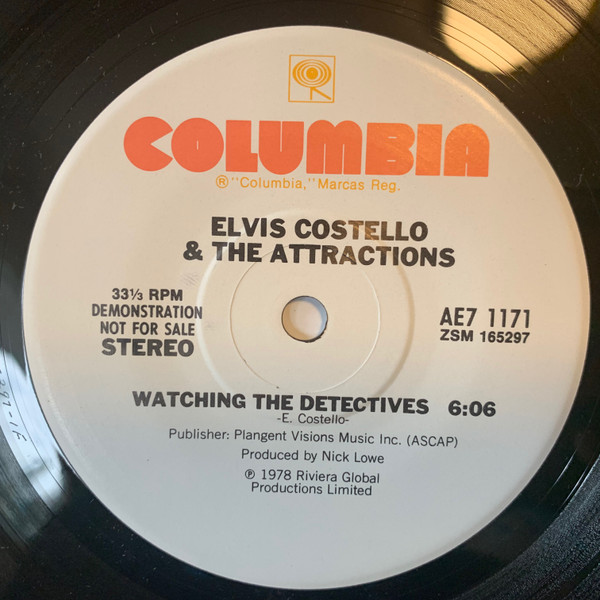 COLUMBIA
® "Columbia," Marcas Reg.
ELVIS COSTELLO
& THE ATTRACTIONS
33⅓ RPM
DEMONSTRATION
NOT FOR SALE
STEREO
AE7 1171
ZSM 165297
WATCHING THE DETECTIVES 6:06
-E. Costello-
Publisher: Plangent Visions Music Inc. (ASCAP)
Produced by Nick Lowe
℗ 1978 Riviera Global
Productions Limited